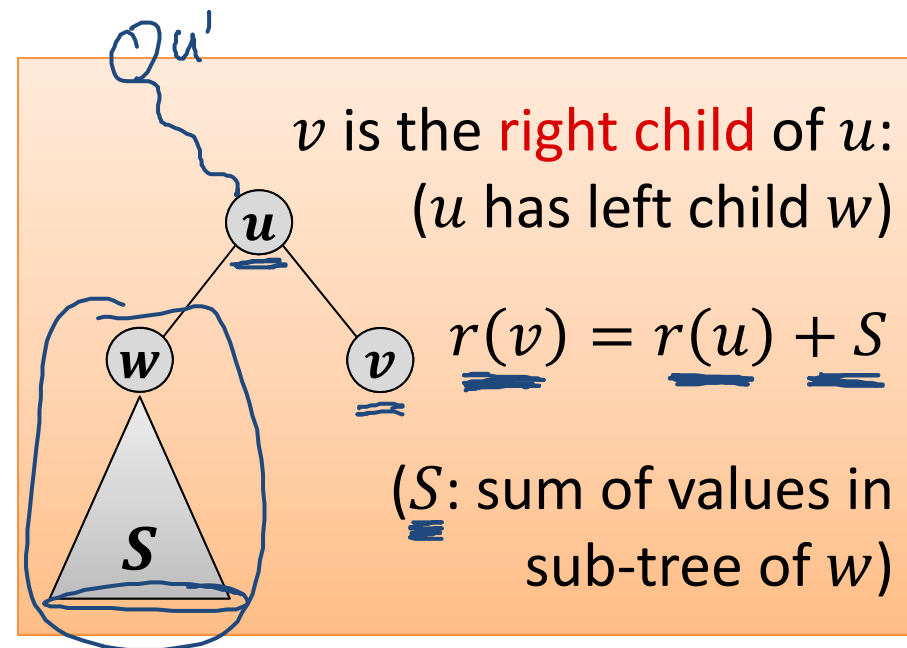 u'
v is the right child of u:
(u has left child w)
u
r(v) = r(u) + S
w
v
(S: sum of values in
S
sub-tree of w)